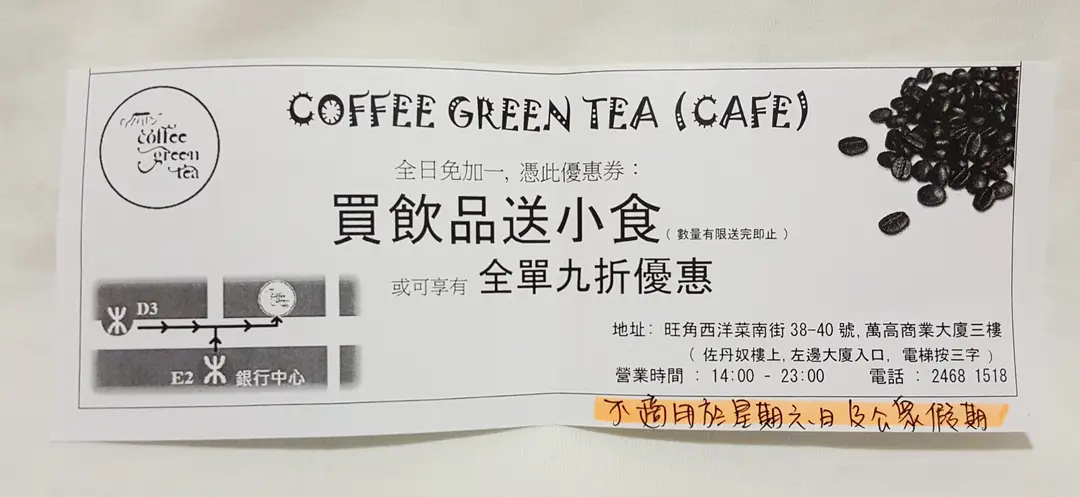 COFFEE GREEN TEA (CAFE)
coffee
green
tea
全日免加一, 憑此優惠券：
買飲品送小食 ( 數量有限送完即止 )
或可享有 全單九折優惠
D3
E2 銀行中心
地址: 旺角西洋菜南街 38-40 號, 萬高商業大廈三樓
( 佐丹奴樓上, 左邊大廈入口, 電梯按三字 )
營業時間 : 14:00 - 23:00 電話 : 2468 1518
不適用於星期六、日及公眾假期